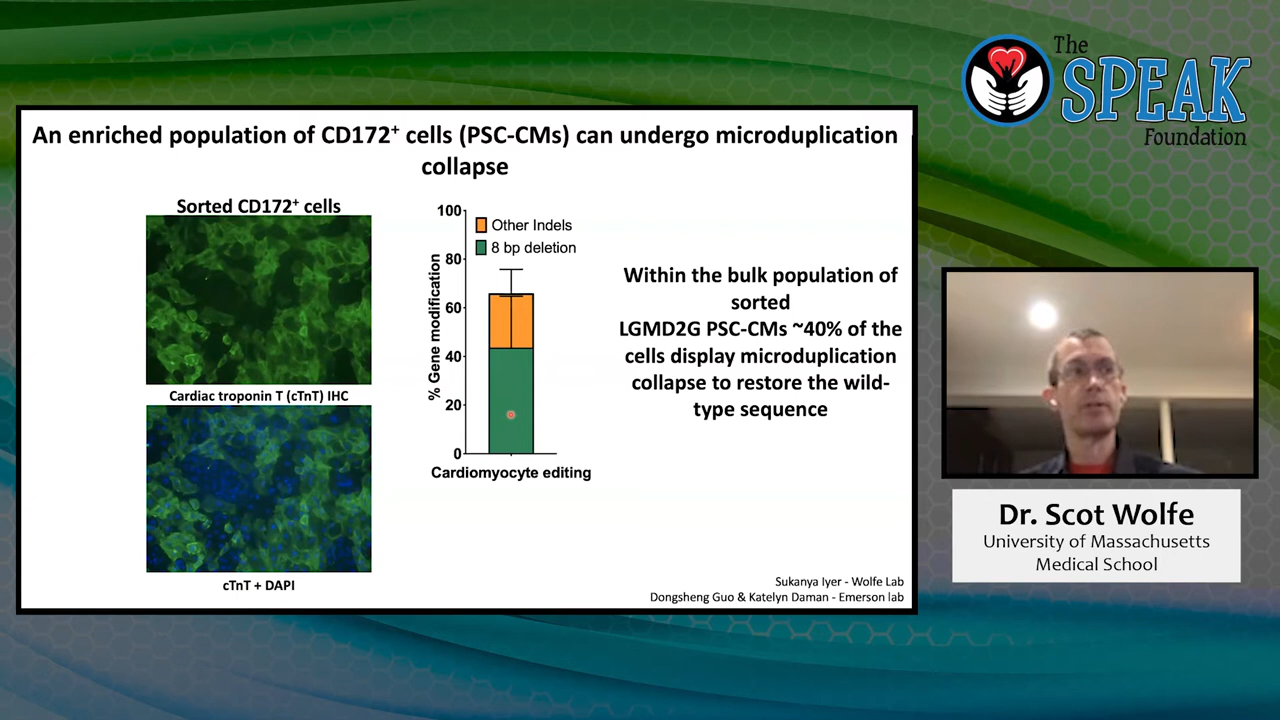 The
SPEAK
Foundation
An enriched population of CD172⁺ cells (PSC-CMs) can undergo microduplication
collapse
Sorted CD172⁺ cells
Cardiac troponin T (cTnT) IHC
cTnT + DAPI
% Gene modification
100
80
60
40
20
0
Other Indels
8 bp deletion
Cardiomyocyte editing
Within the bulk population of
sorted
LGMD2G PSC-CMs ~40% of the
cells display microduplication
collapse to restore the wild-
type sequence
Sukanya Iyer - Wolfe Lab
Dongsheng Guo & Katelyn Daman - Emerson lab
Dr. Scot Wolfe
University of Massachusetts
Medical School